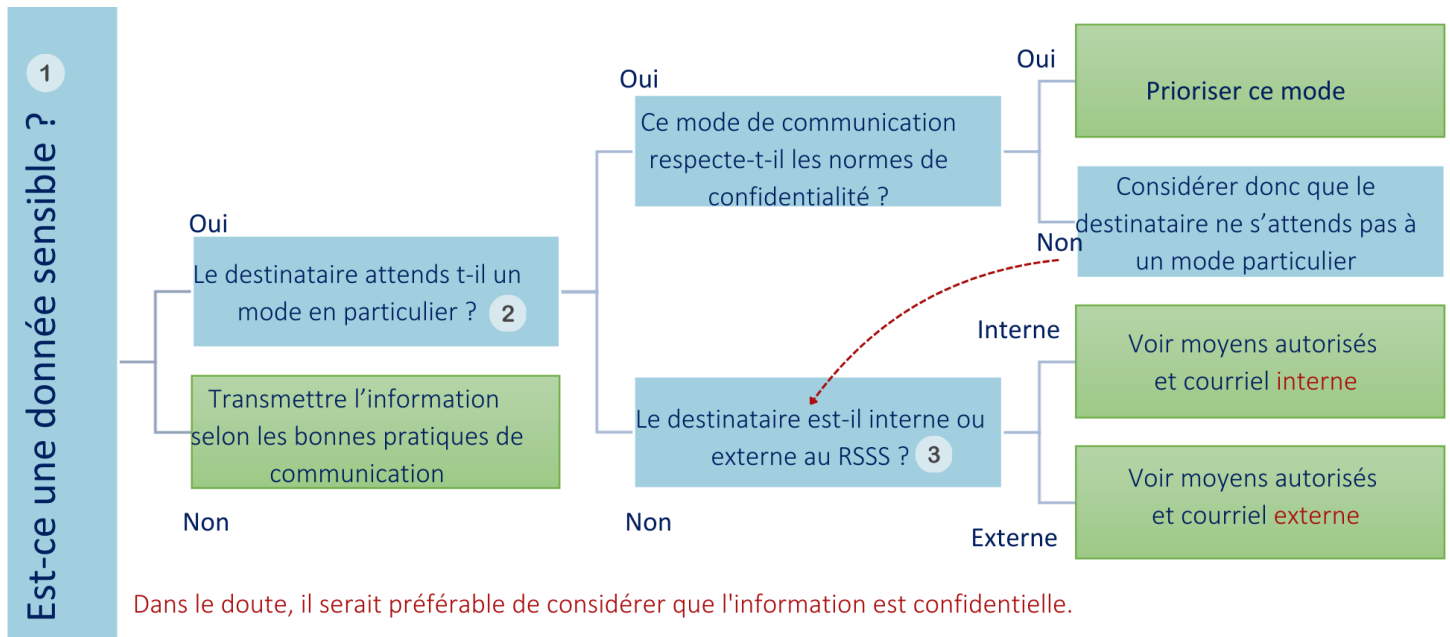 Est-ce une donnée sensible ? 1
Oui
Le destinataire attends t-il un
mode en particulier ? 2
Transmettre l’information
selon les bonnes pratiques de
communication
Non
Oui
Ce mode de communication
respecte-t-il les normes de
confidentialité ?
Le destinataire est-il interne ou
externe au RSSS ? 3
Non
Oui
Prioriser ce mode
Considérer donc que le
destinataire ne s’attends pas à
un mode particulier
Non
Interne
Voir moyens autorisés
et courriel interne
Voir moyens autorisés
et courriel externe
Externe
Dans le doute, il serait préférable de considérer que l'information est confidentielle.